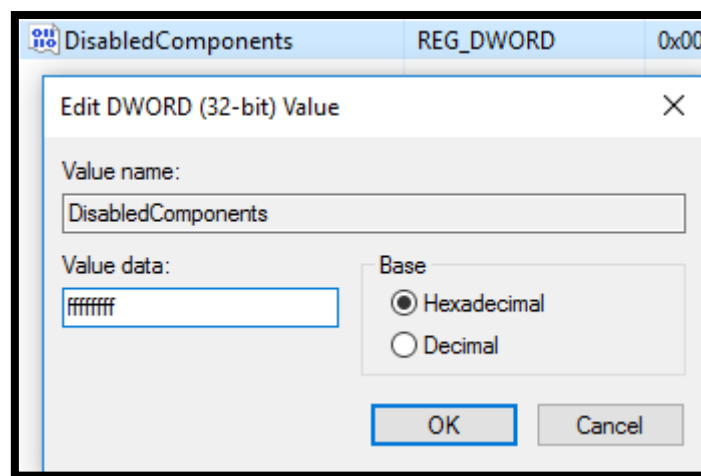 DisabledComponents REG_DWORD 0x00
Edit DWORD (32-bit) Value
Value name:
DisabledComponents
Value data:
ffffffff
Base
Hexadecimal
Decimal
OK Cancel